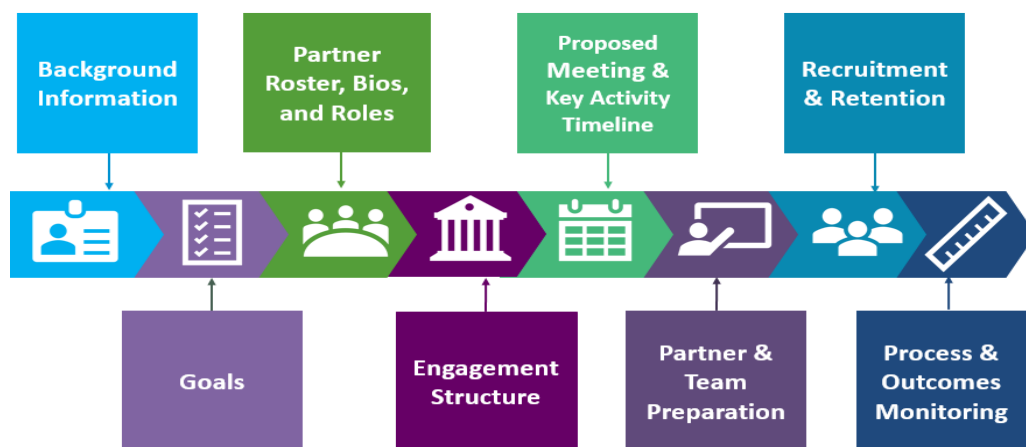 Background
Information
Partner
Roster, Bios,
and Roles
Proposed
Meeting &
Key Activity
Timeline
Recruitment
& Retention
Goals
Engagement
Structure
Partner &
Team
Preparation
Process &
Outcomes
Monitoring